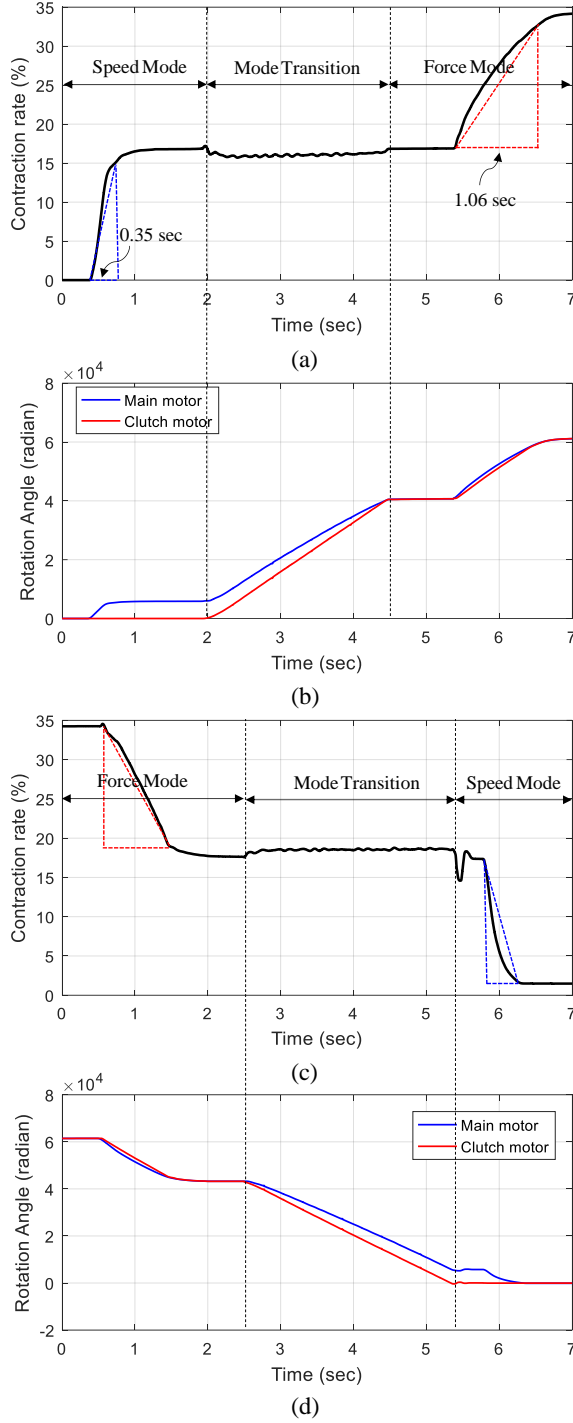 35
30
25
20
15
10
5
0
Contraction rate (%)
Speed Mode
Mode Transition
Force Mode
0.35 sec
1.06 sec
0 1 2 3 4 5 6 7
Time (sec)
(a)
× 10^4
8
6
4
2
0
Rotation Angle (radian)
Main motor
Clutch motor
0 1 2 3 4 5 6 7
Time (sec)
(b)
35
30
25
20
15
10
5
0
Contraction rate (%)
Force Mode
Mode Transition
Speed Mode
0 1 2 3 4 5 6 7
Time (sec)
(c)
× 10^4
8
6
4
2
0
-2
Rotation Angle (radian)
Main motor
Clutch motor
0 1 2 3 4 5 6 7
Time (sec)
(d)